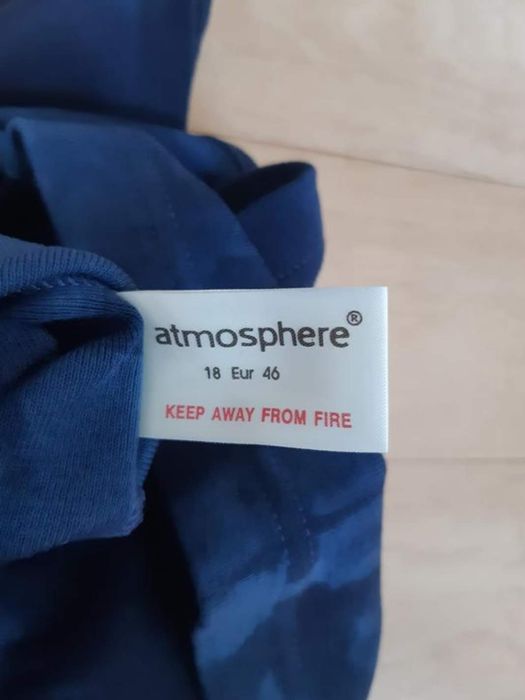 atmosphere®
18 Eur 46
KEEP AWAY FROM FIRE